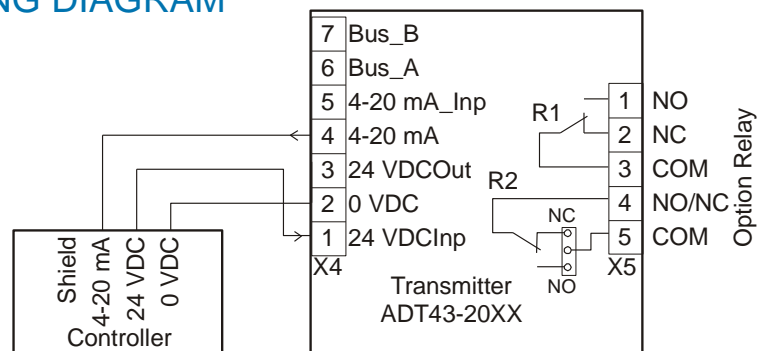 NG DIAGRAM
7 Bus_B
6 Bus_A
5 4-20 mA_Inp
4 4-20 mA
3 24 VDCOut
2 0 VDC
1 24 VDCInp
X4
R1
R2
NC
NO
1 NO
2 NC
3 COM
4 NO/NC
5 COM
X5
Option Relay
Transmitter
ADT43-20XX
Shield
4-20 mA
24 VDC
0 VDC
Controller